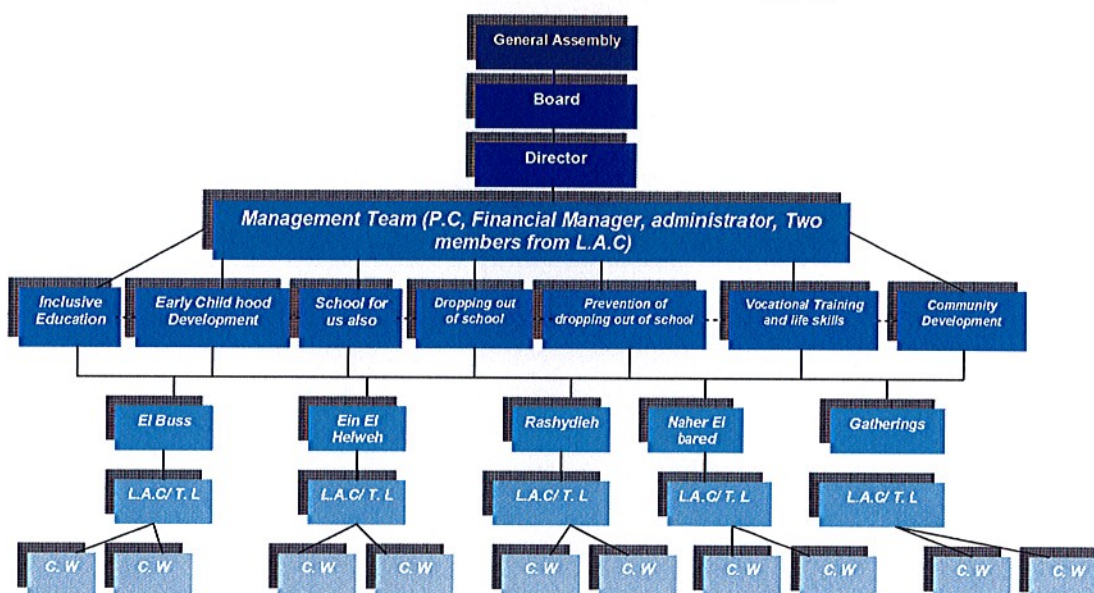 General Assembly
Board
Director
Management Team (P.C, Financial Manager, administrator, Two
members from L.A.C)
Inclusive
Education
Early Child hood
Development
School for
us also
Dropping out
of school
Prevention of
dropping out of school
Vocational Training
and life skills
Community
Development
El Buss
Ein El
Helweh
Rashydieh
Naher El
bared
Gatherings
L.A.C/ T. L
L.A.C/ T. L
L.A.C/ T. L
L.A.C/ T. L
L.A.C/ T. L
C. W
C. W
C. W
C. W
C. W
C. W
C. W
C. W
C. W
C. W